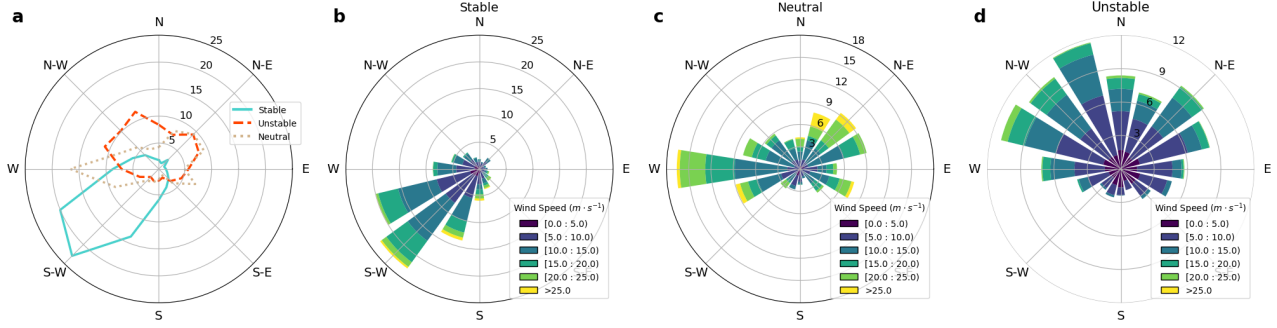 a
N
N-W
N-E
W
E
S-W
S-E
S
5
10
15
20
25
Stable
Unstable
Neutral
b
Stable
N
N-W
N-E
W
E
S-W
S
5
10
15
20
25
Wind Speed (m · s⁻¹)
[0.0 : 5.0)
[5.0 : 10.0)
[10.0 : 15.0)
[15.0 : 20.0)
[20.0 : 25.0)
>25.0
c
Neutral
N
N-W
N-E
W
E
S-W
S
3
6
9
12
15
18
Wind Speed (m · s⁻¹)
[0.0 : 5.0)
[5.0 : 10.0)
[10.0 : 15.0)
[15.0 : 20.0)
[20.0 : 25.0)
>25.0
d
Unstable
N
N-W
N-E
W
E
S-W
S
3
6
9
12
Wind Speed (m · s⁻¹)
[0.0 : 5.0)
[5.0 : 10.0)
[10.0 : 15.0)
[15.0 : 20.0)
[20.0 : 25.0)
>25.0